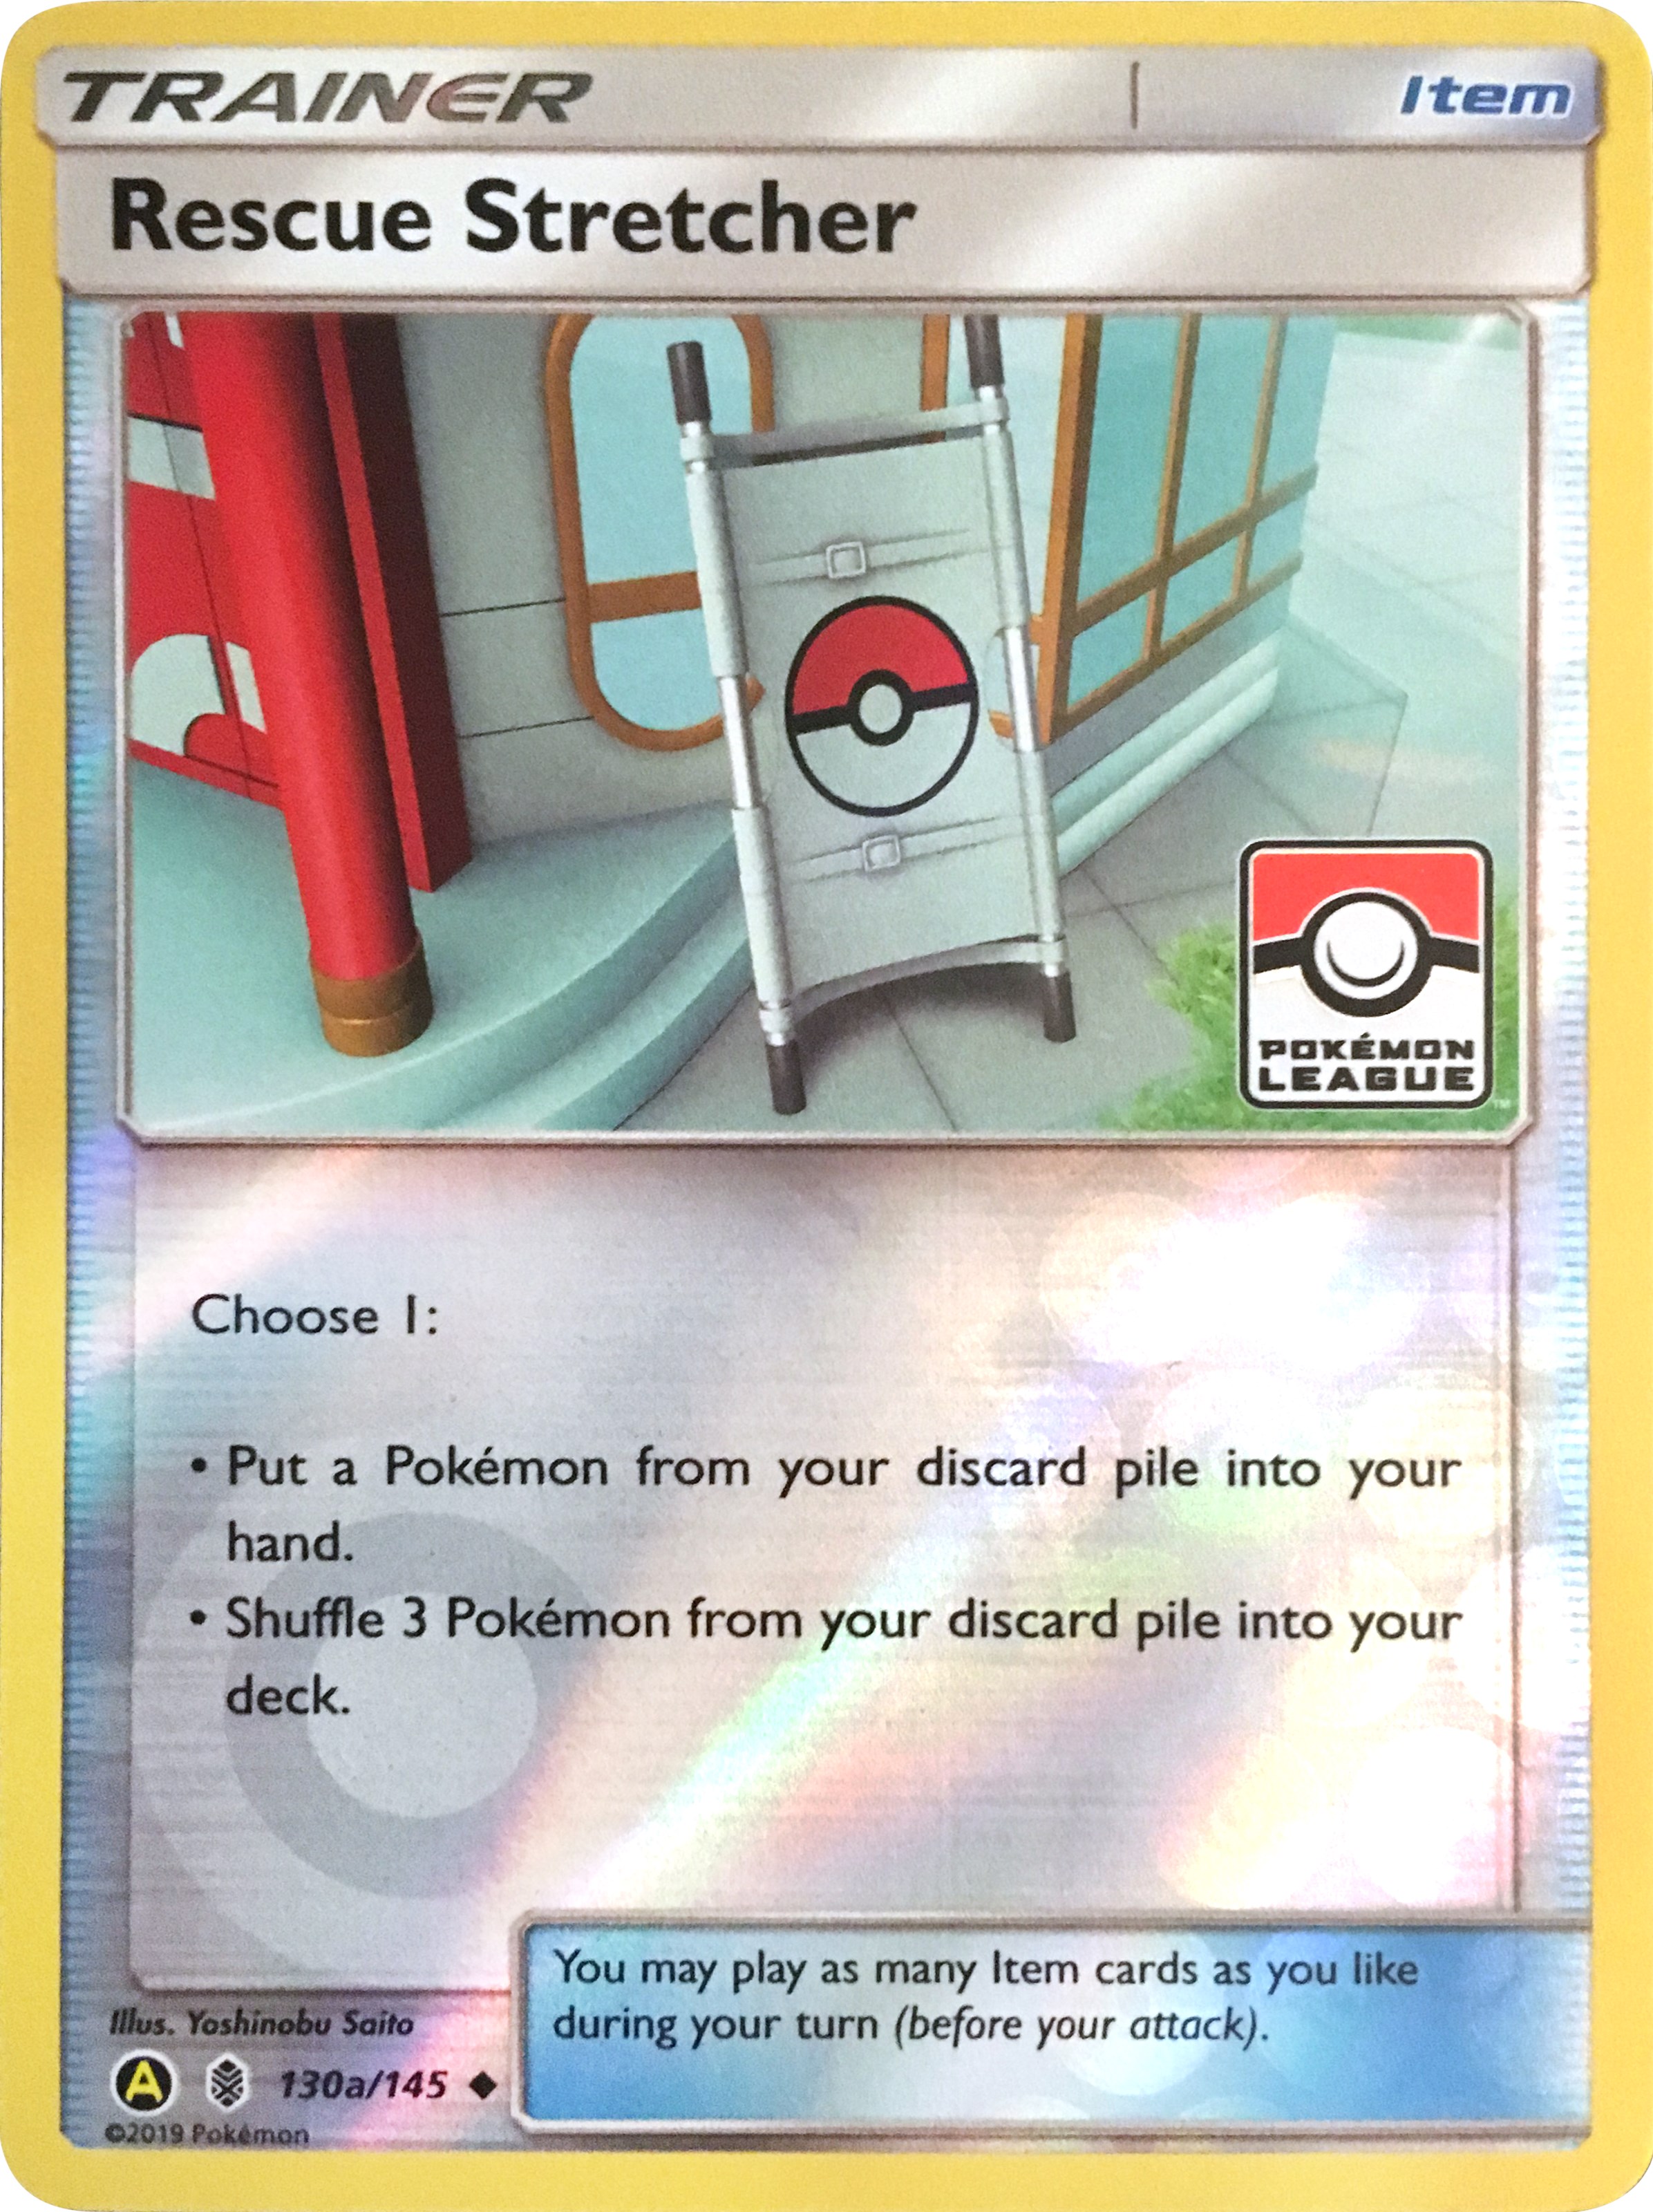 TRAINER Item
Rescue Stretcher
POKÉMON
LEAGUE
Choose 1:
• Put a Pokémon from your discard pile into your
hand.
• Shuffle 3 Pokémon from your discard pile into your
deck.
You may play as many Item cards as you like
during your turn (before your attack).
Illus. Yoshinobu Saito
A 130a/145
©2019 Pokémon